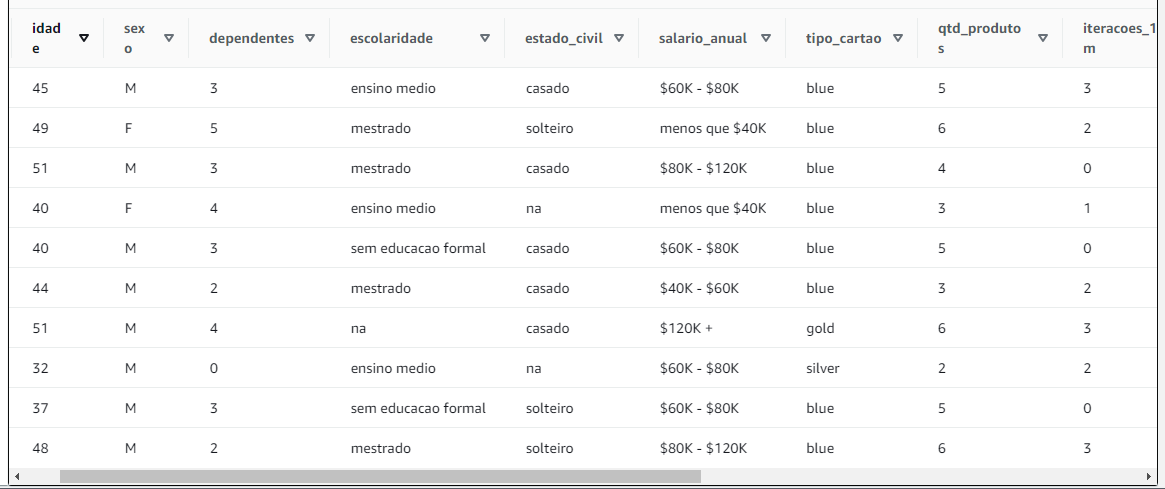 idade sexo dependentes escolaridade estado_civil salario_anual tipo_cartao qtd_produtos iteracoes_1m
45 M 3 ensino medio casado $60K - $80K blue 5 3
49 F 5 mestrado solteiro menos que $40K blue 6 2
51 M 3 mestrado casado $80K - $120K blue 4 0
40 F 4 ensino medio na menos que $40K blue 3 1
40 M 3 sem educacao formal casado $60K - $80K blue 5 0
44 M 2 mestrado casado $40K - $60K blue 3 2
51 M 4 na casado $120K + gold 6 3
32 M 0 ensino medio na $60K - $80K silver 2 2
37 M 3 sem educacao formal solteiro $60K - $80K blue 5 0
48 M 2 mestrado solteiro $80K - $120K blue 6 3